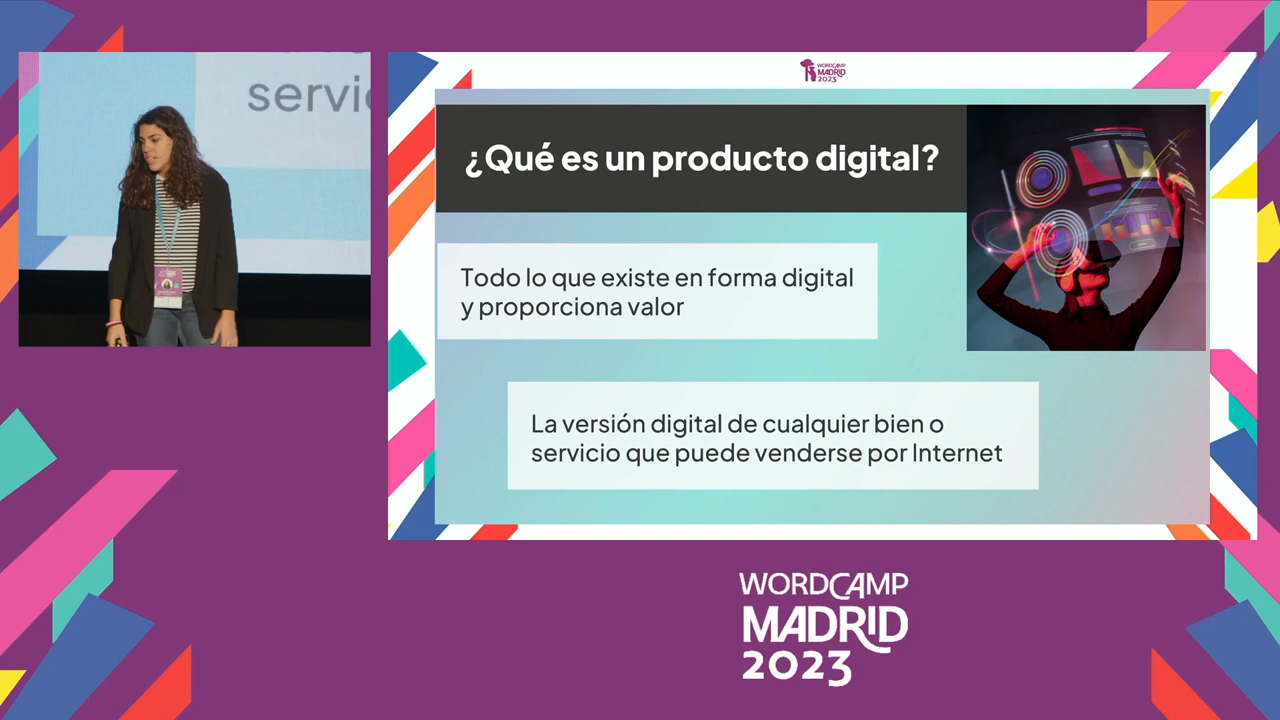 servi
WORDCAMP
MADRID
2023
¿Qué es un producto digital?
Todo lo que existe en forma digital
y proporciona valor
La versión digital de cualquier bien o
servicio que puede venderse por Internet
WORDCAMP
MADRID
2023